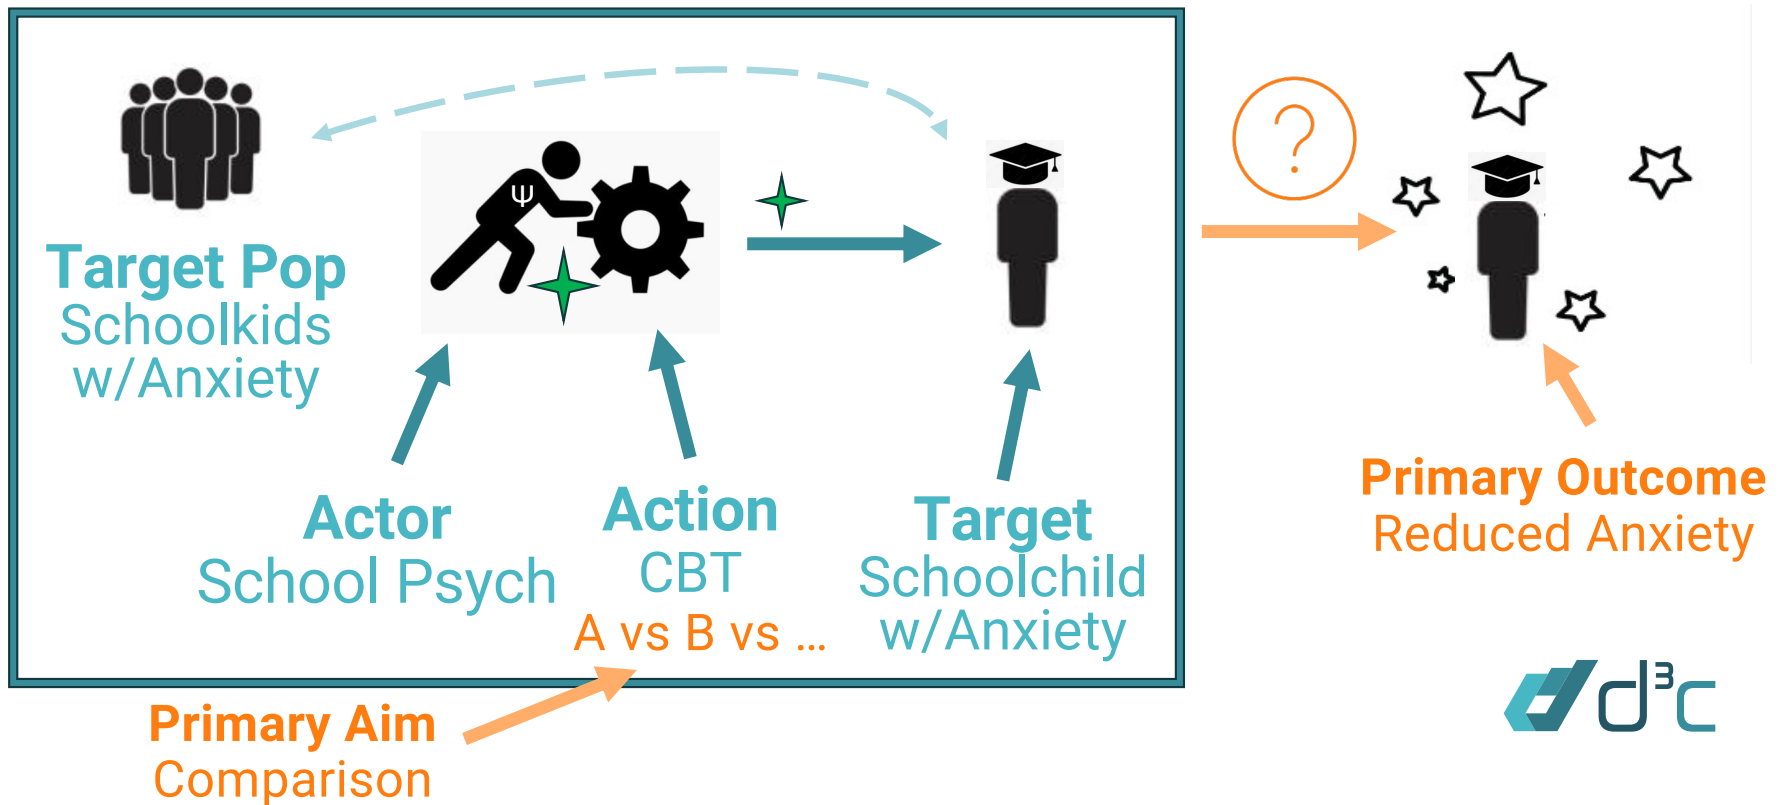 ψ
?
Target Pop
Schoolkids
w/Anxiety
Actor
School Psych
Action
CBT
A vs B vs ...
Target
Schoolchild
w/Anxiety
Primary Outcome
Reduced Anxiety
Primary Aim
Comparison
d³c